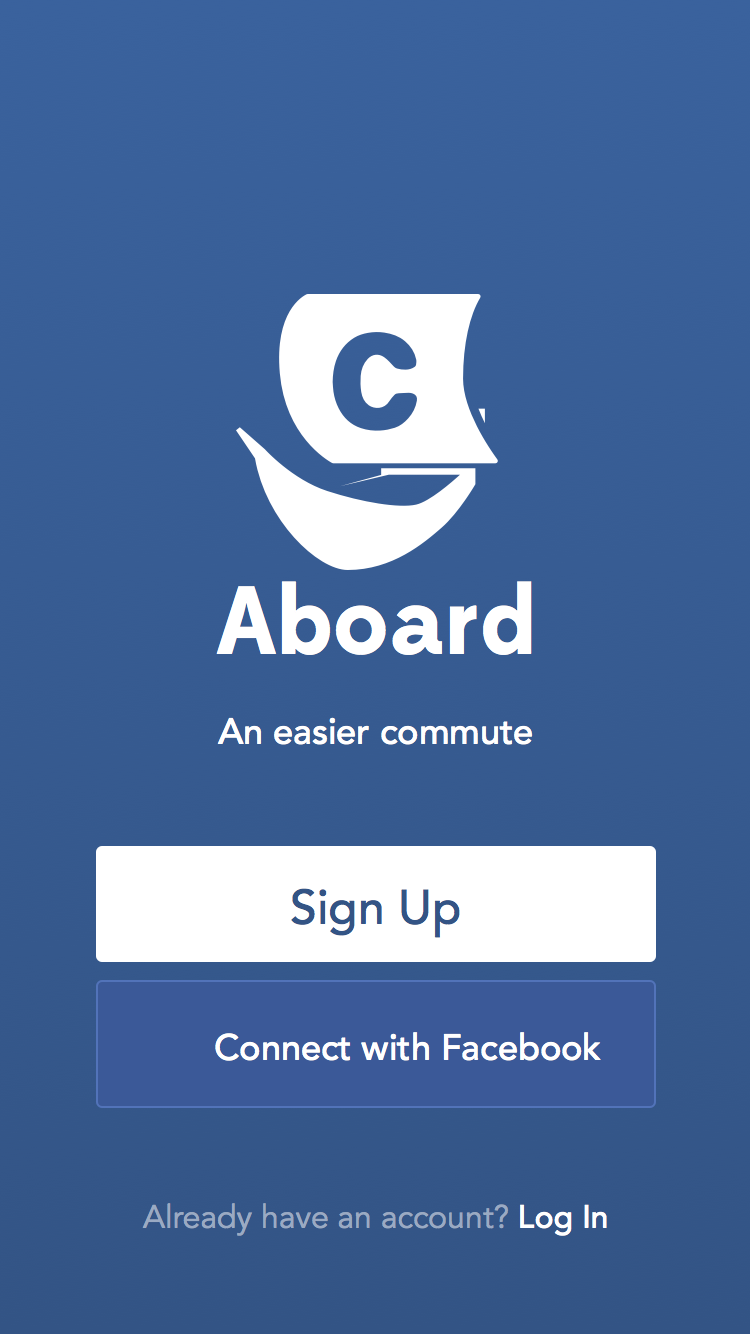 C
Aboard
An easier commute
Sign Up
Connect with Facebook
Already have an account? Log In